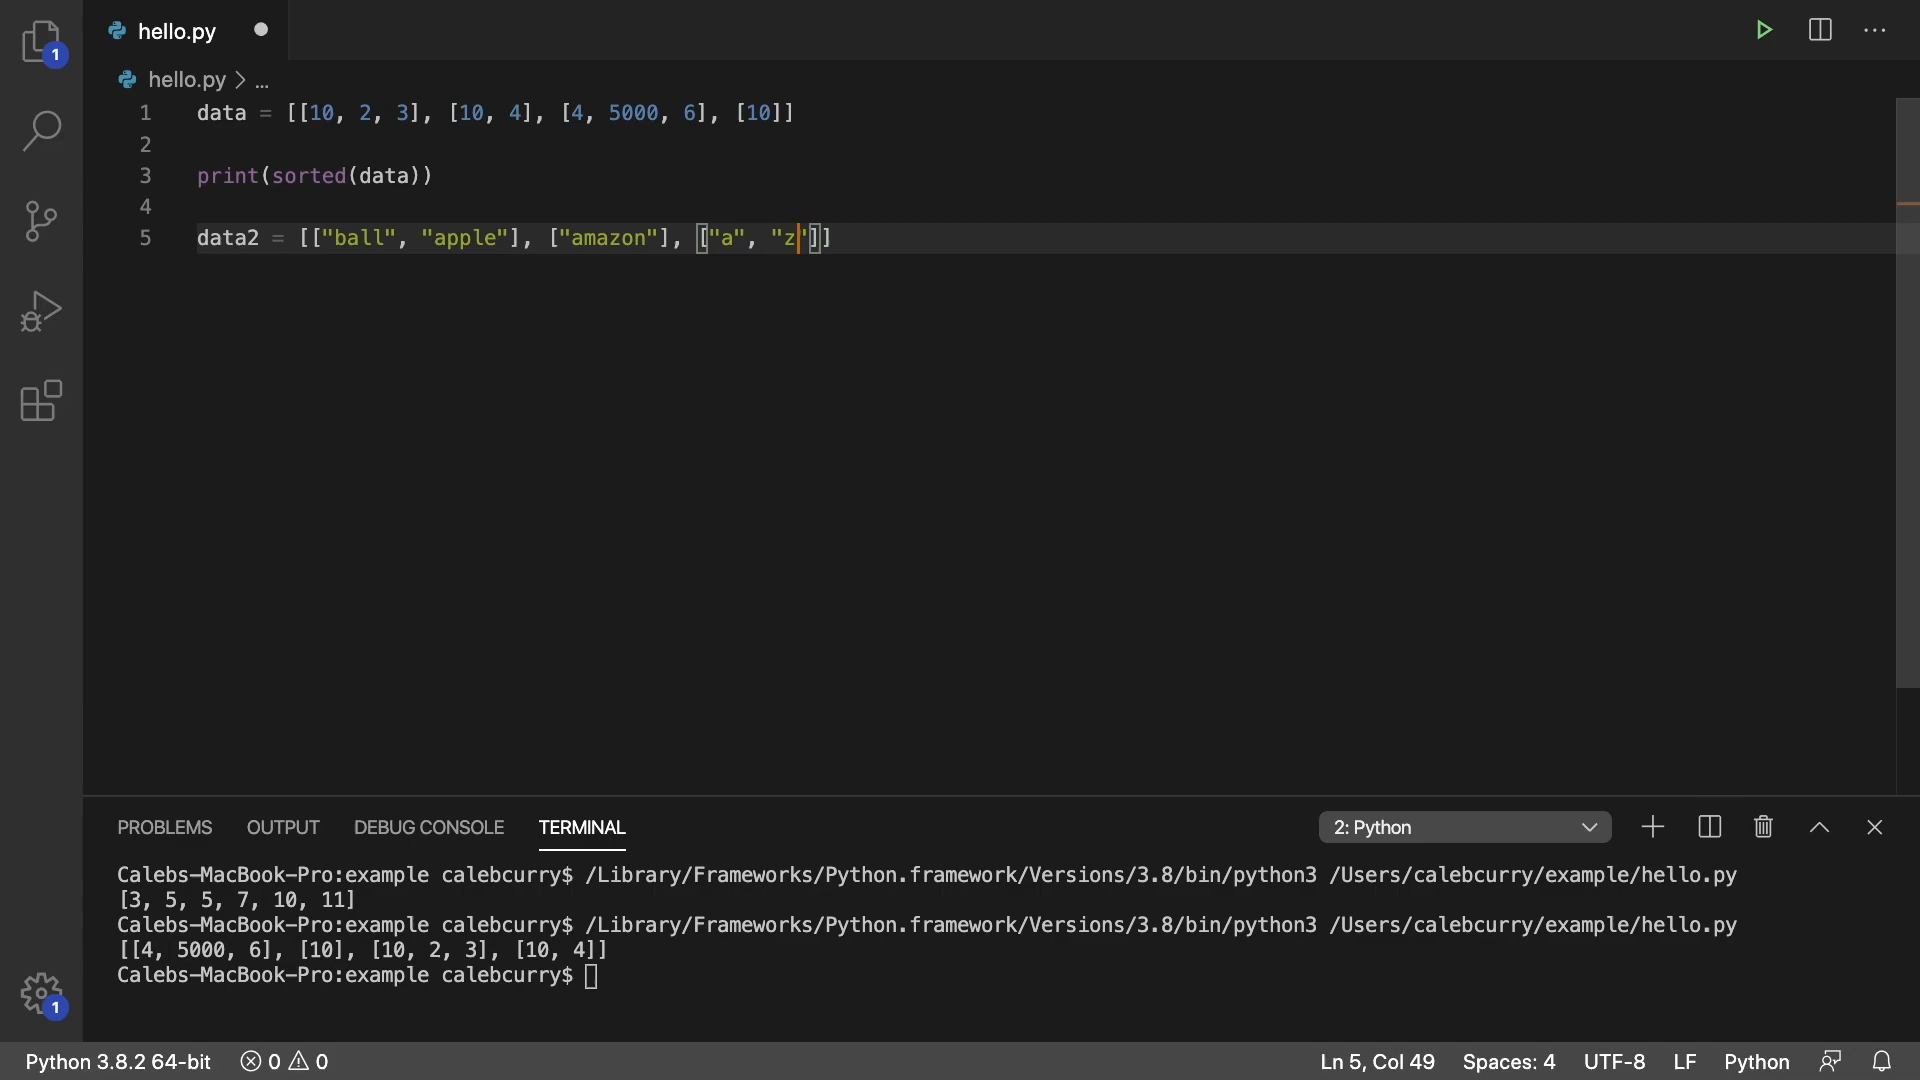 1
hello.py
hello.py > ...
1 data = [[10, 2, 3], [10, 4], [4, 5000, 6], [10]]
2
3 print(sorted(data))
4
5 data2 = [["ball", "apple"], ["amazon"], ["a", "z"]]
PROBLEMS OUTPUT DEBUG CONSOLE TERMINAL 2: Python
Calebs-MacBook-Pro:example calebcurry$ /Library/Frameworks/Python.framework/Versions/3.8/bin/python3 /Users/calebcurry/example/hello.py
[3, 5, 5, 7, 10, 11]
Calebs-MacBook-Pro:example calebcurry$ /Library/Frameworks/Python.framework/Versions/3.8/bin/python3 /Users/calebcurry/example/hello.py
[[4, 5000, 6], [10], [10, 2, 3], [10, 4]]
Calebs-MacBook-Pro:example calebcurry$
1
Python 3.8.2 64-bit 0 0 Ln 5, Col 49 Spaces: 4 UTF-8 LF Python